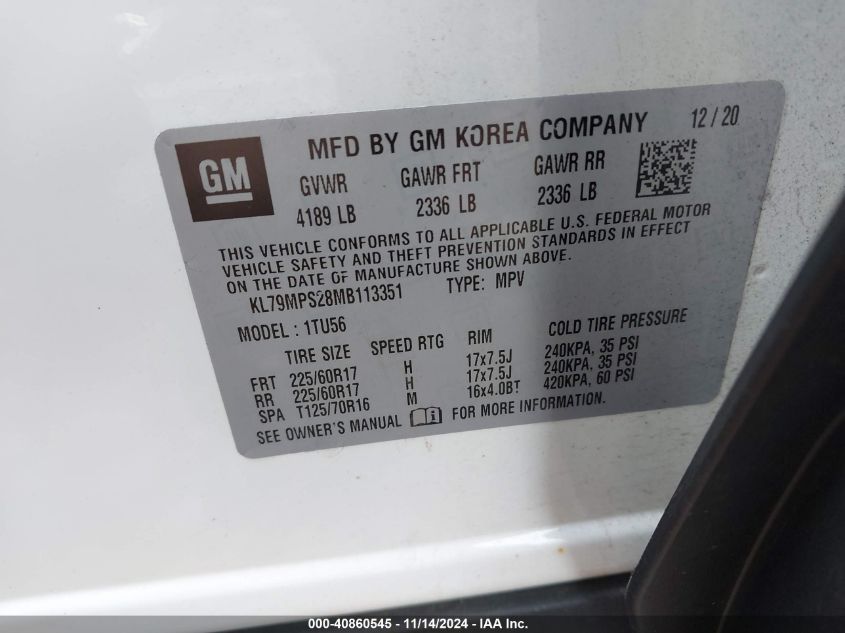 GM
MFD BY GM KOREA COMPANY 12 / 20
GVWR GAWR FRT GAWR RR
4189 LB 2336 LB 2336 LB
THIS VEHICLE CONFORMS TO ALL APPLICABLE U.S. FEDERAL MOTOR
VEHICLE SAFETY AND THEFT PREVENTION STANDARDS IN EFFECT
ON THE DATE OF MANUFACTURE SHOWN ABOVE.
KL79MPS28MB113351 TYPE: MPV
MODEL : 1TU56
TIRE SIZE SPEED RTG RIM COLD TIRE PRESSURE
FRT 225/60R17 H 17x7.5J 240KPA, 35 PSI
RR 225/60R17 H 17x7.5J 240KPA, 35 PSI
SPA T125/70R16 M 16x4.0BT 420KPA, 60 PSI
SEE OWNER'S MANUAL i FOR MORE INFORMATION.
000-40860545 - 11/14/2024 - IAA Inc.